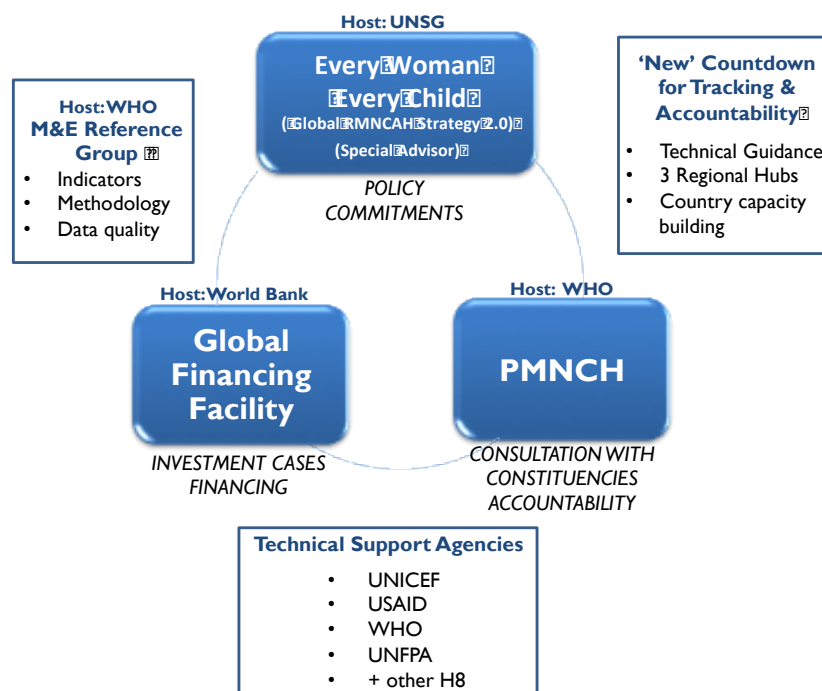 Host: UNSG
Every Woman
Every Child
(Global RMNCAH Strategy 2.0)
(Special Advisor)
POLICY
COMMITMENTS
Host: WHO
M&E Reference
Group
• Indicators
• Methodology
• Data quality
‘New’ Countdown
for Tracking &
Accountability
• Technical Guidance
• 3 Regional Hubs
• Country capacity
building
Host: World Bank
Global
Financing
Facility
INVESTMENT CASES
FINANCING
Host: WHO
PMNCH
CONSULTATION WITH
CONSTITUENCIES
ACCOUNTABILITY
Technical Support Agencies
• UNICEF
• USAID
• WHO
• UNFPA
• + other H8